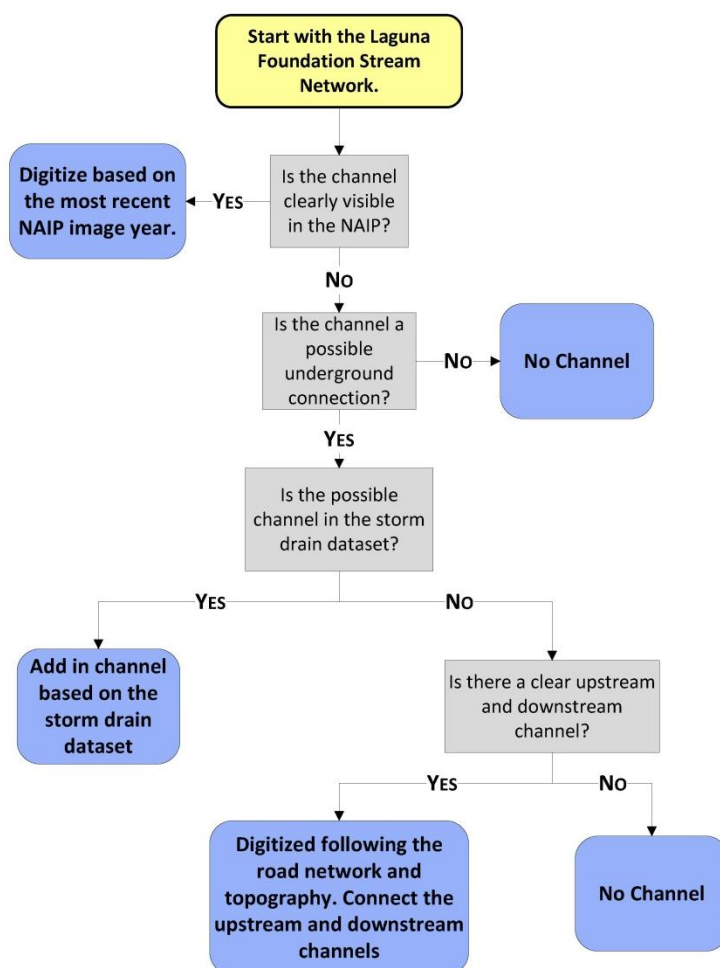 Start with the Laguna
Foundation Stream
Network.
Digitize based on
the most recent
NAIP image year.
YES
Is the channel
clearly visible
in the NAIP?
NO
Is the channel a
possible
underground
connection?
NO
No Channel
YES
Is the possible
channel in the storm
drain dataset?
YES
NO
Add in channel
based on the
storm drain
dataset
Is there a clear upstream
and downstream
channel?
YES
NO
Digitized following the
road network and
topography. Connect the
upstream and downstream
channels
No Channel